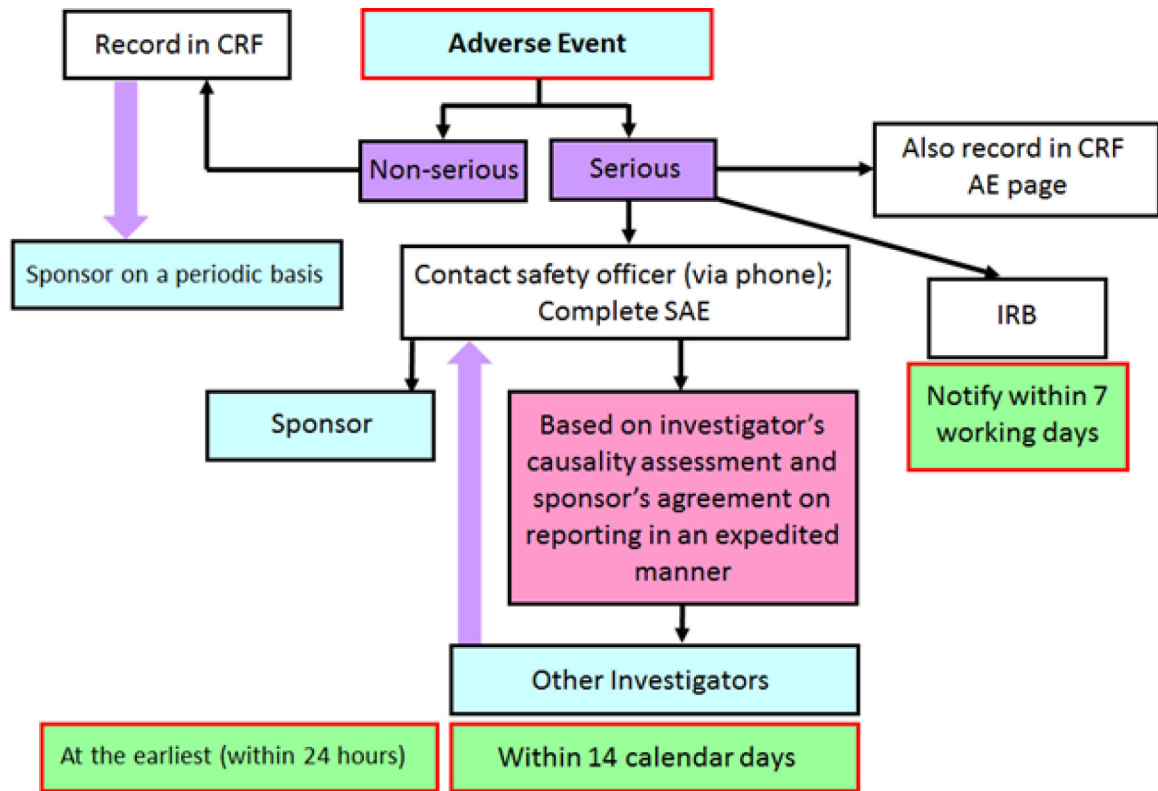 Record in CRF
Adverse Event
Non-serious
Serious
Also record in CRF
AE page
Sponsor on a periodic basis
Contact safety officer (via phone);
Complete SAE
IRB
Notify within 7
working days
Sponsor
Based on investigator’s
causality assessment and
sponsor’s agreement on
reporting in an expedited
manner
Other Investigators
At the earliest (within 24 hours)
Within 14 calendar days